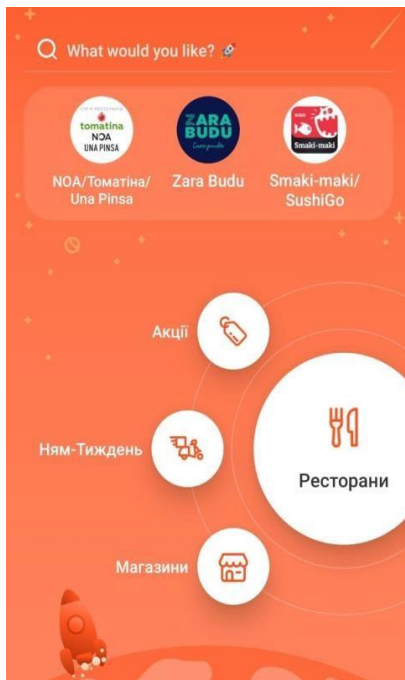 What would you like? 🚀
tomatina
NOA
UNA PINSA
ZARA
BUDU
Smaki-maki
NOA/Томатіна/
Una Pinsa
Zara Budu
Smaki-maki/
SushiGo
Акції
Ням-Тиждень
Ресторани
Магазини